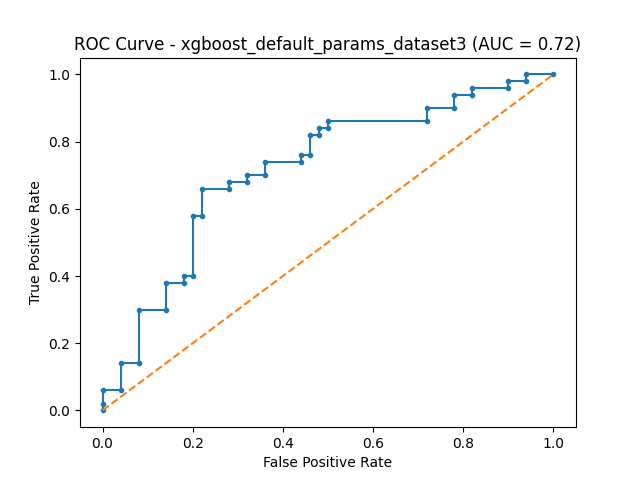 ROC Curve - xgboost_default_params_dataset3 (AUC = 0.72)
1.0
0.8
0.6
0.4
0.2
0.0
True Positive Rate
0.0 0.2 0.4 0.6 0.8 1.0
False Positive Rate